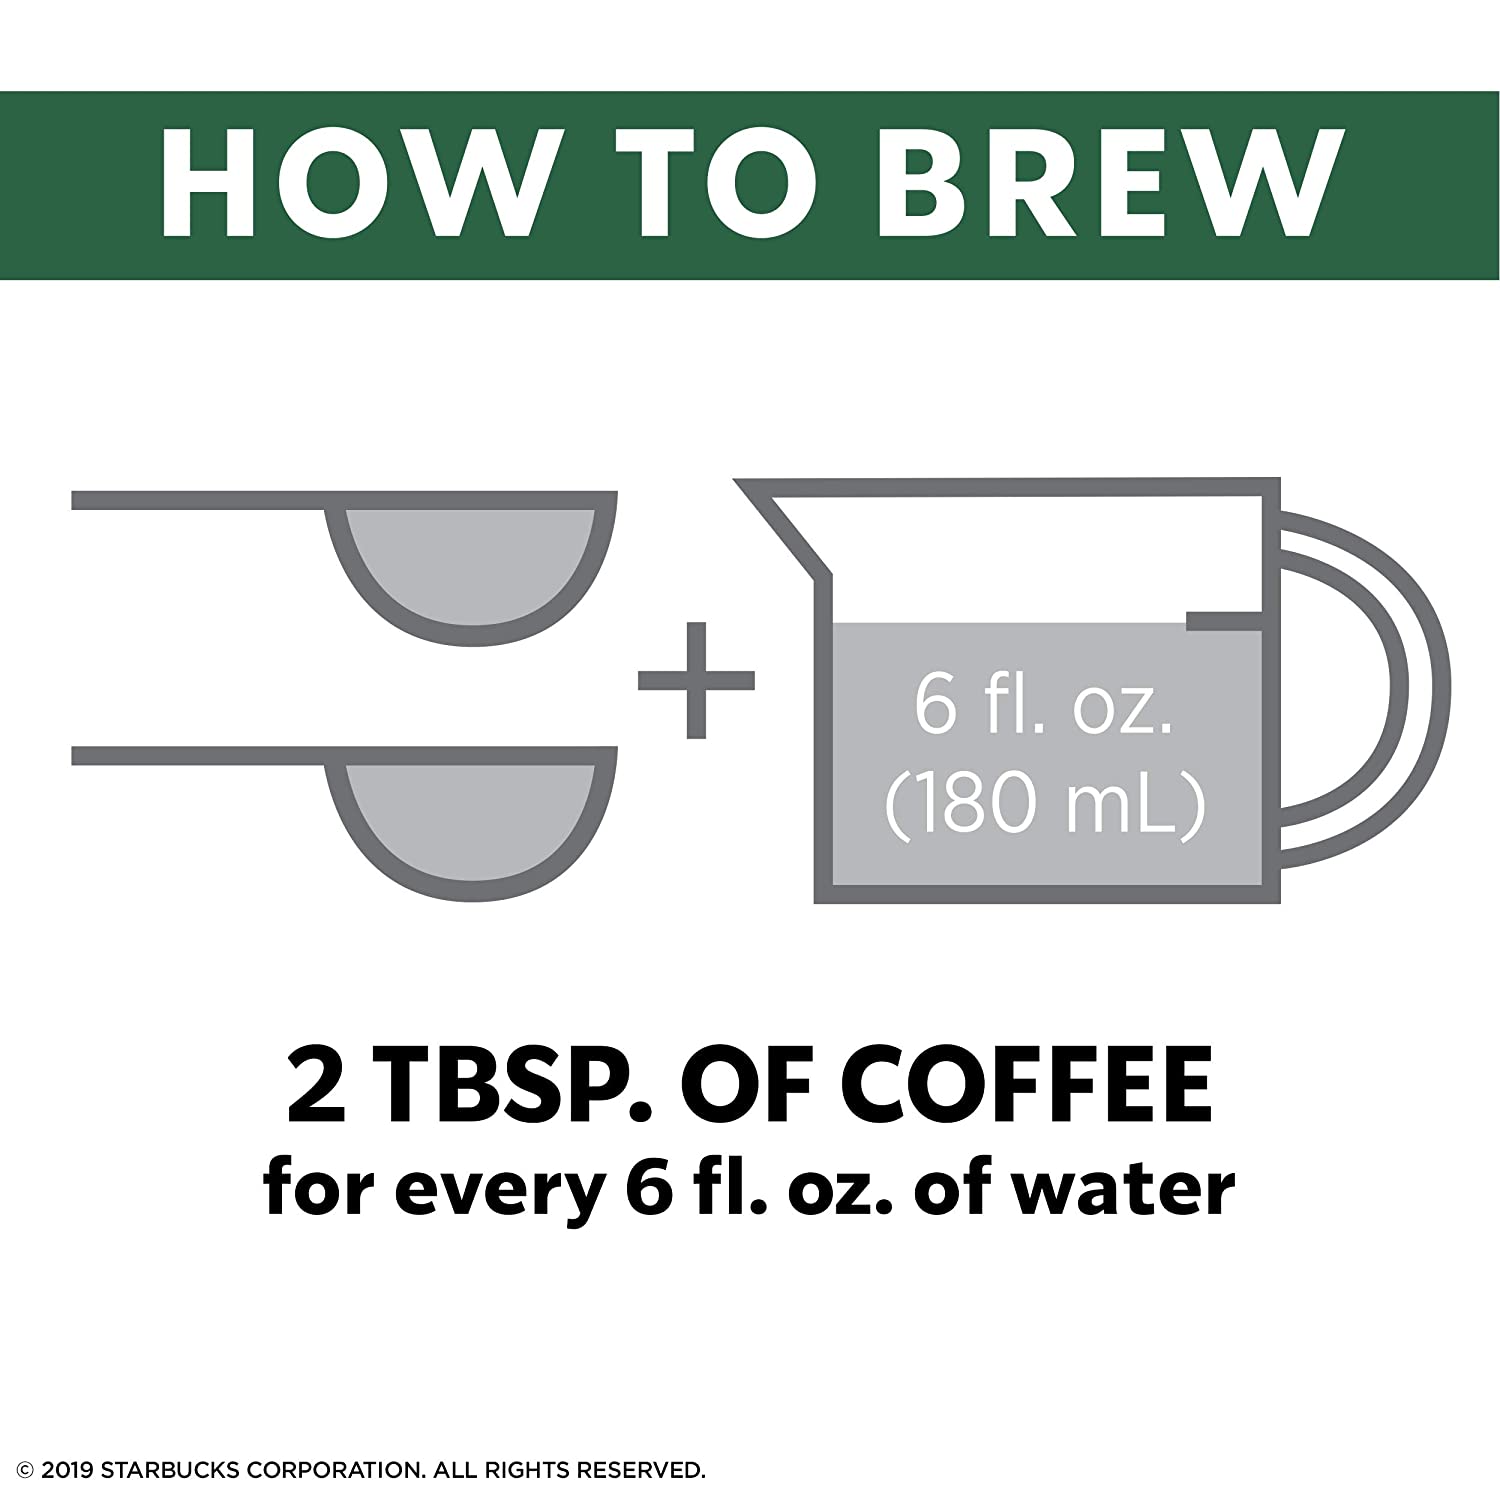 HOW TO BREW
6 fl. oz.
(180 mL)
2 TBSP. OF COFFEE
for every 6 fl. oz. of water
© 2019 STARBUCKS CORPORATION. ALL RIGHTS RESERVED.